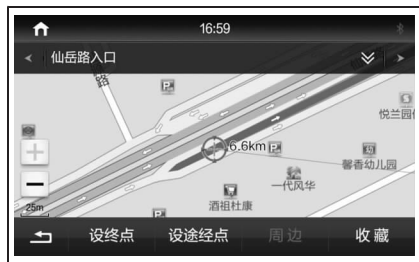 16:59
仙岳路入口
路
P
悦兰园
6.6km
P
馨香幼儿园
一代风华
酒祖杜康
25m
P
设终点 设途经点 周边 收藏